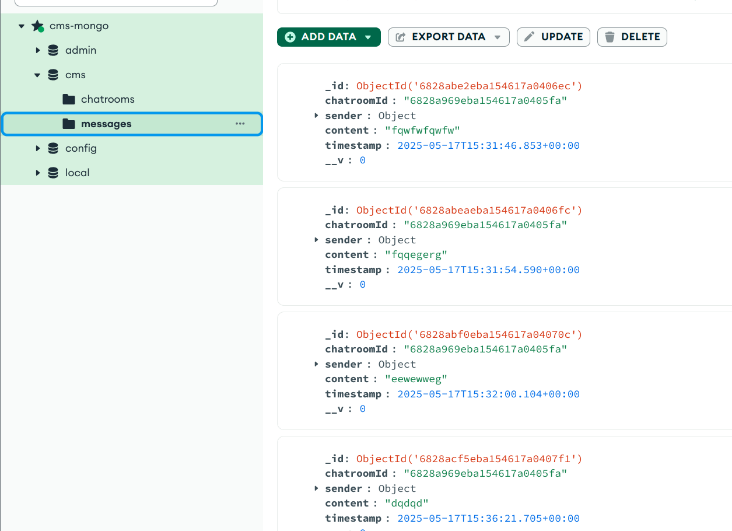 cms-mongo
admin
cms
chatrooms
messages
config
local
ADD DATA EXPORT DATA UPDATE DELETE
_id: ObjectId('6828abe2eba154617a0406ec')
chatroomId : "6828a969eba154617a0405fa"
sender : Object
content : "fqwfwfqwfw"
timestamp : 2025-05-17T15:31:46.853+00:00
__v : 0
_id: ObjectId('6828abeaeba154617a0406fc')
chatroomId : "6828a969eba154617a0405fa"
sender : Object
content : "fqqegerg"
timestamp : 2025-05-17T15:31:54.590+00:00
__v : 0
_id: ObjectId('6828abf0eba154617a04070c')
chatroomId : "6828a969eba154617a0405fa"
sender : Object
content : "eewewweg"
timestamp : 2025-05-17T15:32:00.104+00:00
__v : 0
_id: ObjectId('6828acf5eba154617a0407f1')
chatroomId : "6828a969eba154617a0405fa"
sender : Object
content : "dqdqd"
timestamp : 2025-05-17T15:36:21.705+00:00